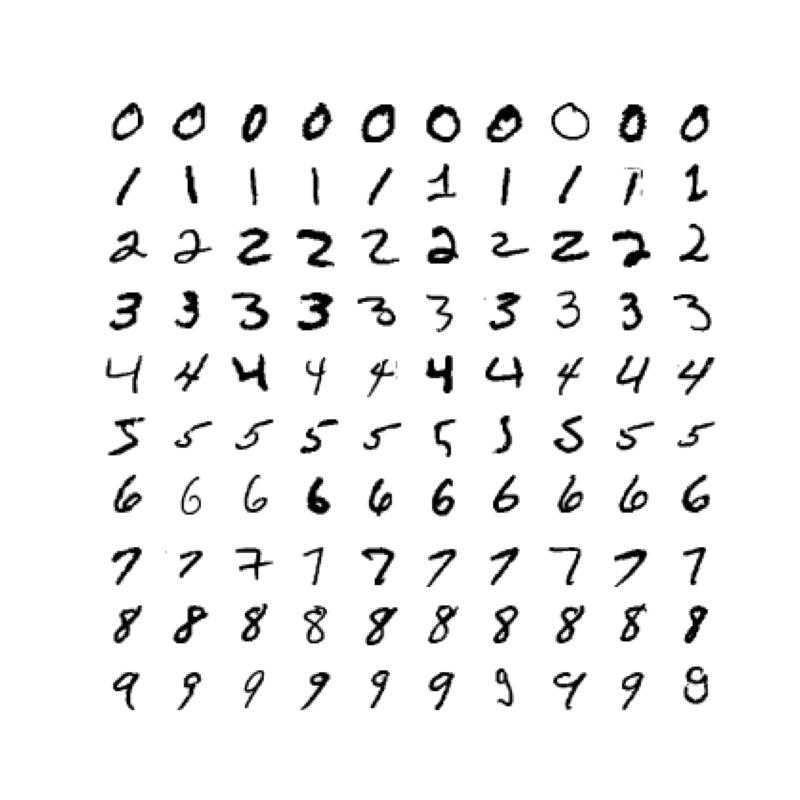 0 0 0 0 0 0 0 0 0 0
1 1 1 1 1 1 1 1 1 1
2 2 2 2 2 2 2 2 2 2
3 3 3 3 3 3 3 3 3 3
4 4 4 4 4 4 4 4 4 4
5 5 5 5 5 5 5 5 5 5
6 6 6 6 6 6 6 6 6 6
7 7 7 7 7 7 7 7 7 7
8 8 8 8 8 8 8 8 8 8
9 9 9 9 9 9 9 9 9 9